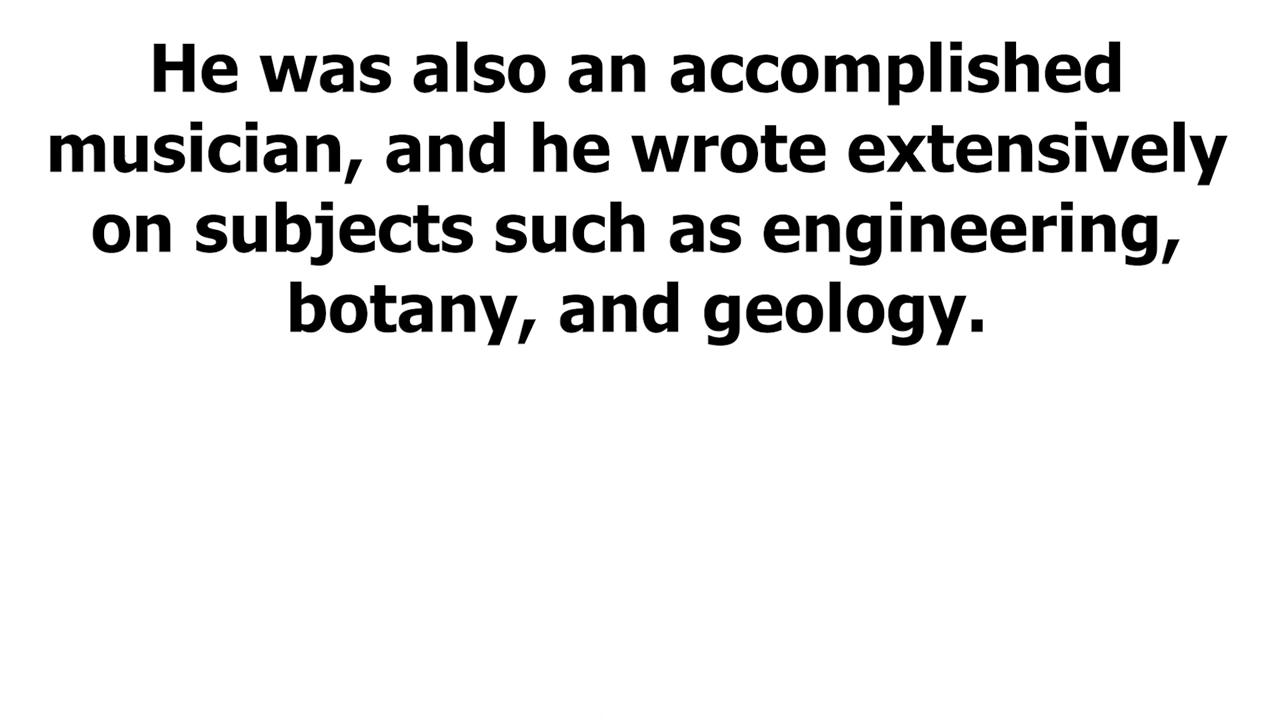 He was also an accomplished
musician, and he wrote extensively
on subjects such as engineering,
botany, and geology.